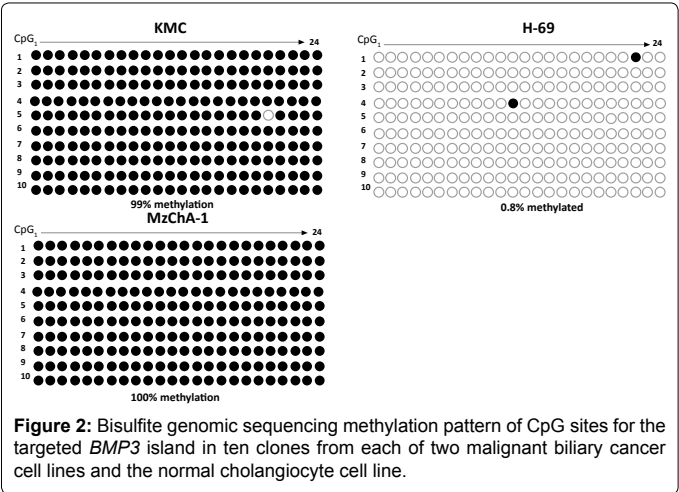 KMC
CpG1 24
1
2
3
4
5
6
7
8
9
10
99% methylation
H-69
CpG1 24
1
2
3
4
5
6
7
8
9
10
0.8% methylated
MzChA-1
CpG1 24
1
2
3
4
5
6
7
8
9
10
100% methylation
Figure 2: Bisulfite genomic sequencing methylation pattern of CpG sites for the
targeted BMP3 island in ten clones from each of two malignant biliary cancer
cell lines and the normal cholangiocyte cell line.